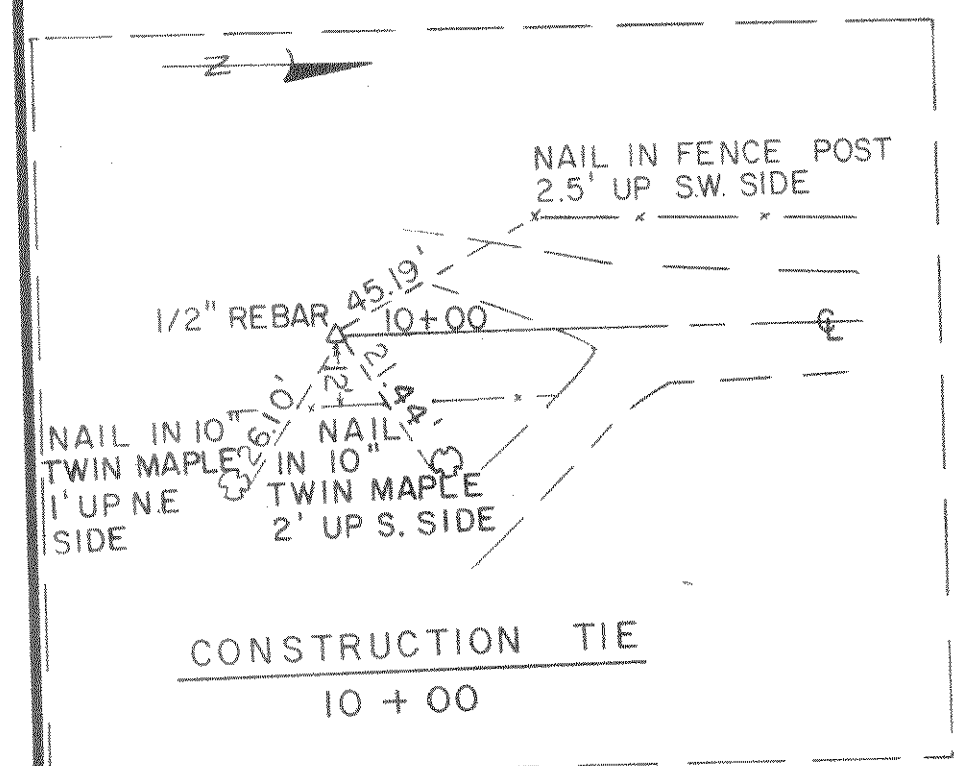 N
NAIL IN FENCE POST
2.5' UP S.W. SIDE
45.19'
1/2" REBAR
10+00
℄
12'
21.44'
26.10'
NAIL IN 10"
TWIN MAPLE
1' UP N.E
SIDE
NAIL
IN 10"
TWIN MAPLE
2' UP S. SIDE
CONSTRUCTION TIE
10 + 00